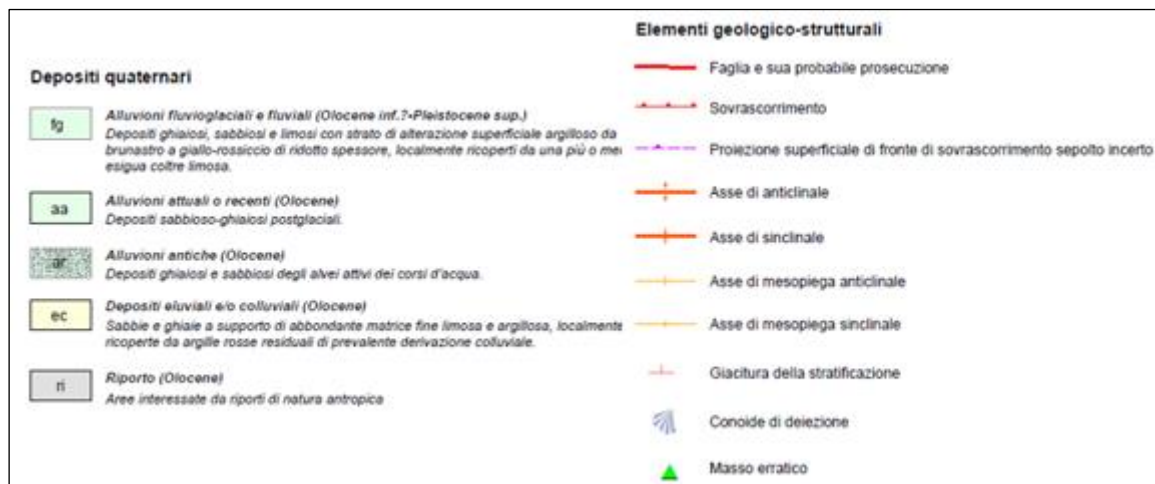 Depositi quaternari
fg
Alluvioni fluvioglaciali e fluviali (Olocene inf.?-Pleistocene sup.)
Depositi ghiaiosi, sabbiosi e limosi con strato di alterazione superficiale argilloso da
brunastro a giallo-rossiccio di ridotto spessore, localmente ricoperti da una più o me
esigua coltre limosa.
aa
Alluvioni attuali o recenti (Olocene)
Depositi sabbioso-ghiaiosi postglaciali.
ar
Alluvioni antiche (Olocene)
Depositi ghiaiosi e sabbiosi degli alvei attivi dei corsi d'acqua.
ec
Depositi eluviali e/o colluviali (Olocene)
Sabbie e ghiaie a supporto di abbondante matrice fine limosa e argillosa, localmente
ricoperte da argille rosse residuali di prevalente derivazione colluviale.
ri
Riporto (Olocene)
Aree interessate da riporti di natura antropica
Elementi geologico-strutturali
Faglia e sua probabile prosecuzione
Sovrascorrimento
Proiezione superficiale di fronte di sovrascorrimento sepolto incerto
Asse di anticlinale
Asse di sinclinale
Asse di mesopiega anticlinale
Asse di mesopiega sinclinale
Giacitura della stratificazione
Conoide di deiezione
Masso erratico